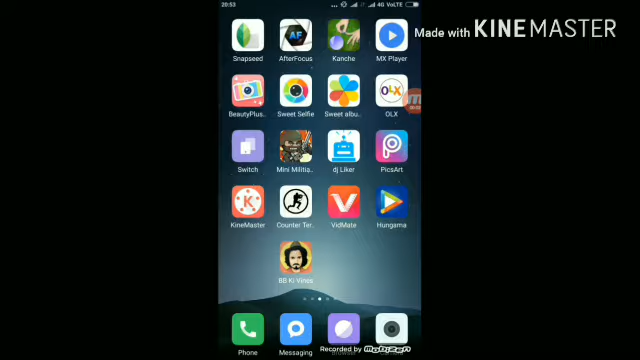 20:53
4G VoLTE
Made with KINEMASTER
Snapseed
AfterFocus
Kanche
MX Player
BeautyPlus..
Sweet Selfie
Sweet albu..
OLX
Switch
Mini Militia..
dj Liker
PicsArt
KineMaster
Counter Ter..
VidMate
Hungama
BB Ki Vines
Phone
Messaging
Recorded by Mobizen